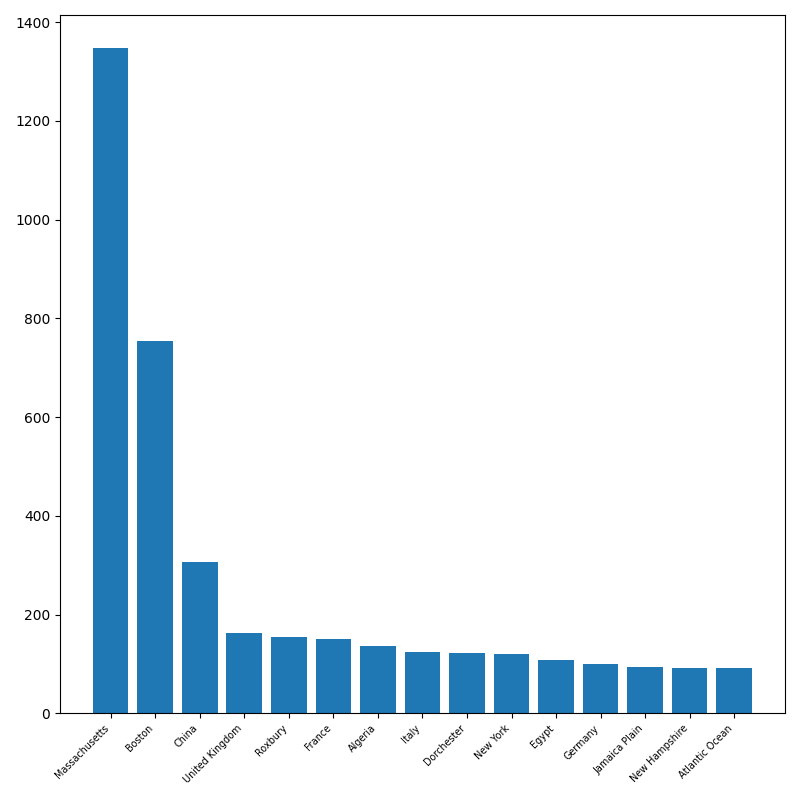 1400
1200
1000
800
600
400
200
0
Massachusetts
Boston
China
United Kingdom
Roxbury
France
Algeria
Italy
Dorchester
New York
Egypt
Germany
Jamaica Plain
New Hampshire
Atlantic Ocean